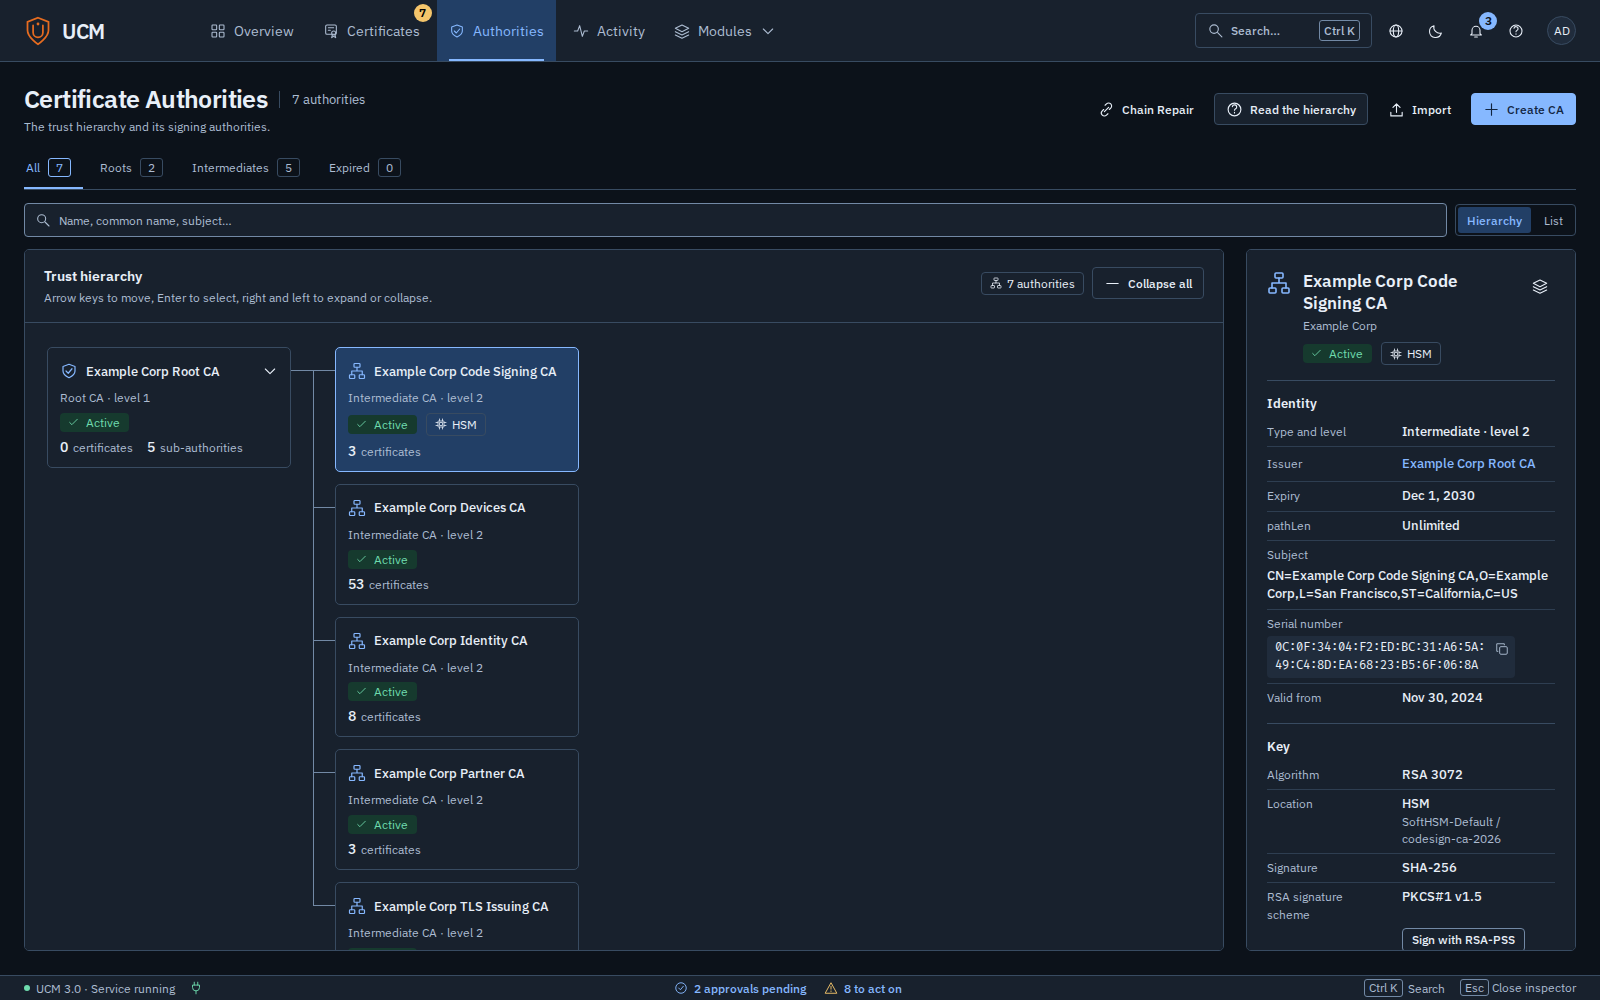 UCM
Overview
Certificates
7
Authorities
Activity
Modules
Search...
Ctrl K
3
AD
Certificate Authorities
7 authorities
The trust hierarchy and its signing authorities.
Chain Repair
Read the hierarchy
Import
Create CA
All 7
Roots 2
Intermediates 5
Expired 0
Name, common name, subject...
Hierarchy
List
Trust hierarchy
Arrow keys to move, Enter to select, right and left to expand or collapse.
7 authorities
Collapse all
Example Corp Root CA
Root CA · level 1
Active
0 certificates 5 sub-authorities
Example Corp Code Signing CA
Intermediate CA · level 2
Active
HSM
3 certificates
Example Corp Devices CA
Intermediate CA · level 2
Active
53 certificates
Example Corp Identity CA
Intermediate CA · level 2
Active
8 certificates
Example Corp Partner CA
Intermediate CA · level 2
Active
3 certificates
Example Corp TLS Issuing CA
Intermediate CA · level 2
Example Corp Code
Signing CA
Example Corp
Active
HSM
Identity
Type and level Intermediate · level 2
Issuer Example Corp Root CA
Expiry Dec 1, 2030
pathLen Unlimited
Subject
CN=Example Corp Code Signing CA,O=Example
Corp,L=San Francisco,ST=California,C=US
Serial number
0C:0F:34:04:F2:ED:BC:31:A6:5A:
49:C4:8D:EA:68:23:B5:6F:06:8A
Valid from Nov 30, 2024
Key
Algorithm RSA 3072
Location HSM
SoftHSM-Default /
codesign-ca-2026
Signature SHA-256
RSA signature PKCS#1 v1.5
scheme
Sign with RSA-PSS
UCM 3.0 · Service running
2 approvals pending
8 to act on
Ctrl K Search
Esc Close inspector